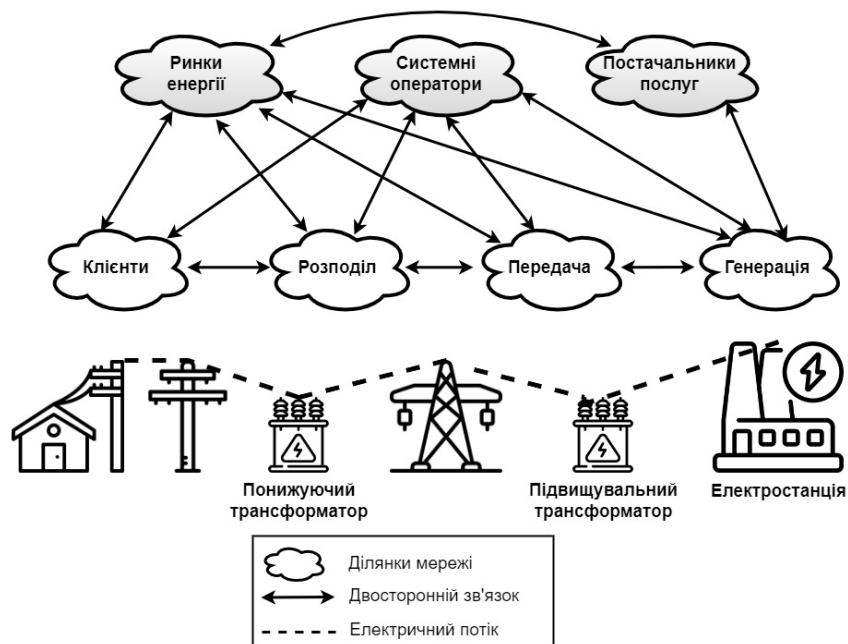 Ринки
енергії
Системні
оператори
Постачальники
послуг
Клієнти
Розподіл
Передача
Генерація
Понижуючий
трансформатор
Підвищувальний
трансформатор
Електростанція
Ділянки мережі
Двосторонній зв'язок
Електричний потік